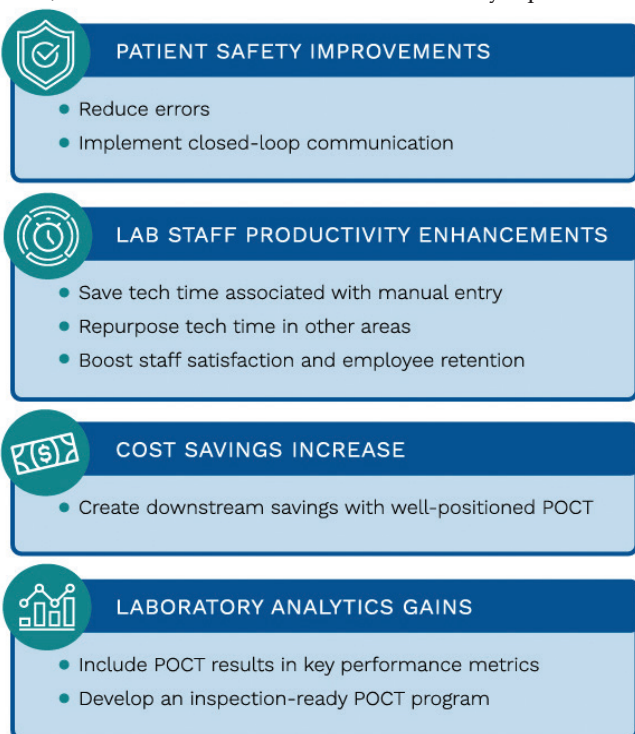 PATIENT SAFETY IMPROVEMENTS
• Reduce errors
• Implement closed-loop communication
LAB STAFF PRODUCTIVITY ENHANCEMENTS
• Save tech time associated with manual entry
• Repurpose tech time in other areas
• Boost staff satisfaction and employee retention
$
COST SAVINGS INCREASE
• Create downstream savings with well-positioned POCT
LABORATORY ANALYTICS GAINS
• Include POCT results in key performance metrics
• Develop an inspection-ready POCT program